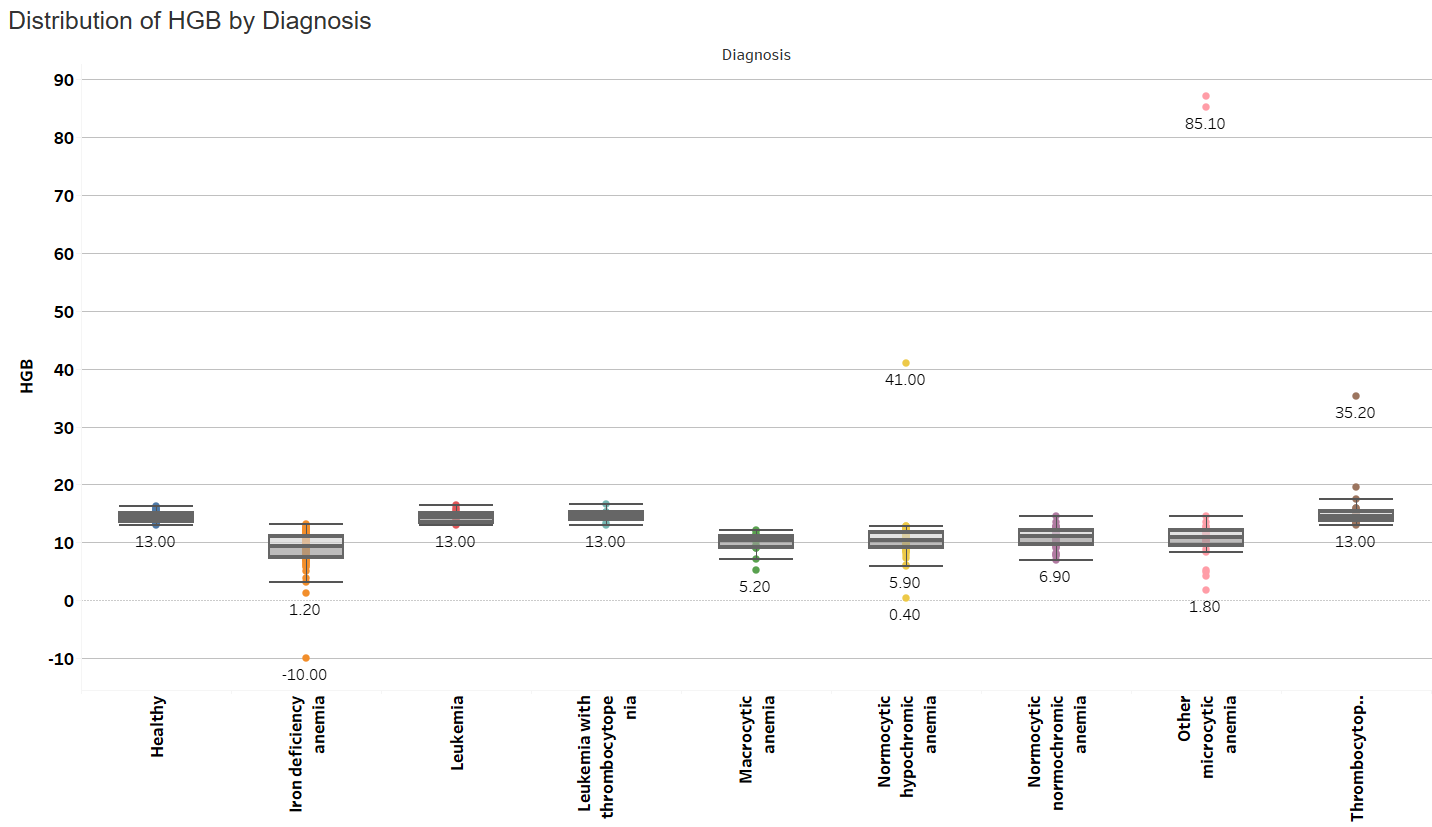 Distribution of HGB by Diagnosis
Diagnosis
90
80
70
60
50
40
30
20
10
0
-10
HGB
85.10
41.00
35.20
13.00
13.00
13.00
13.00
1.20
-10.00
5.20
5.90
0.40
6.90
1.80
Healthy
Iron deficiency
anemia
Leukemia
Leukemia with
thrombocytope
nia
Macrocytic
anemia
Normocytic
hypochromic
anemia
Normocytic
normochromic
anemia
Other
microcytic
anemia
Thrombocytop..